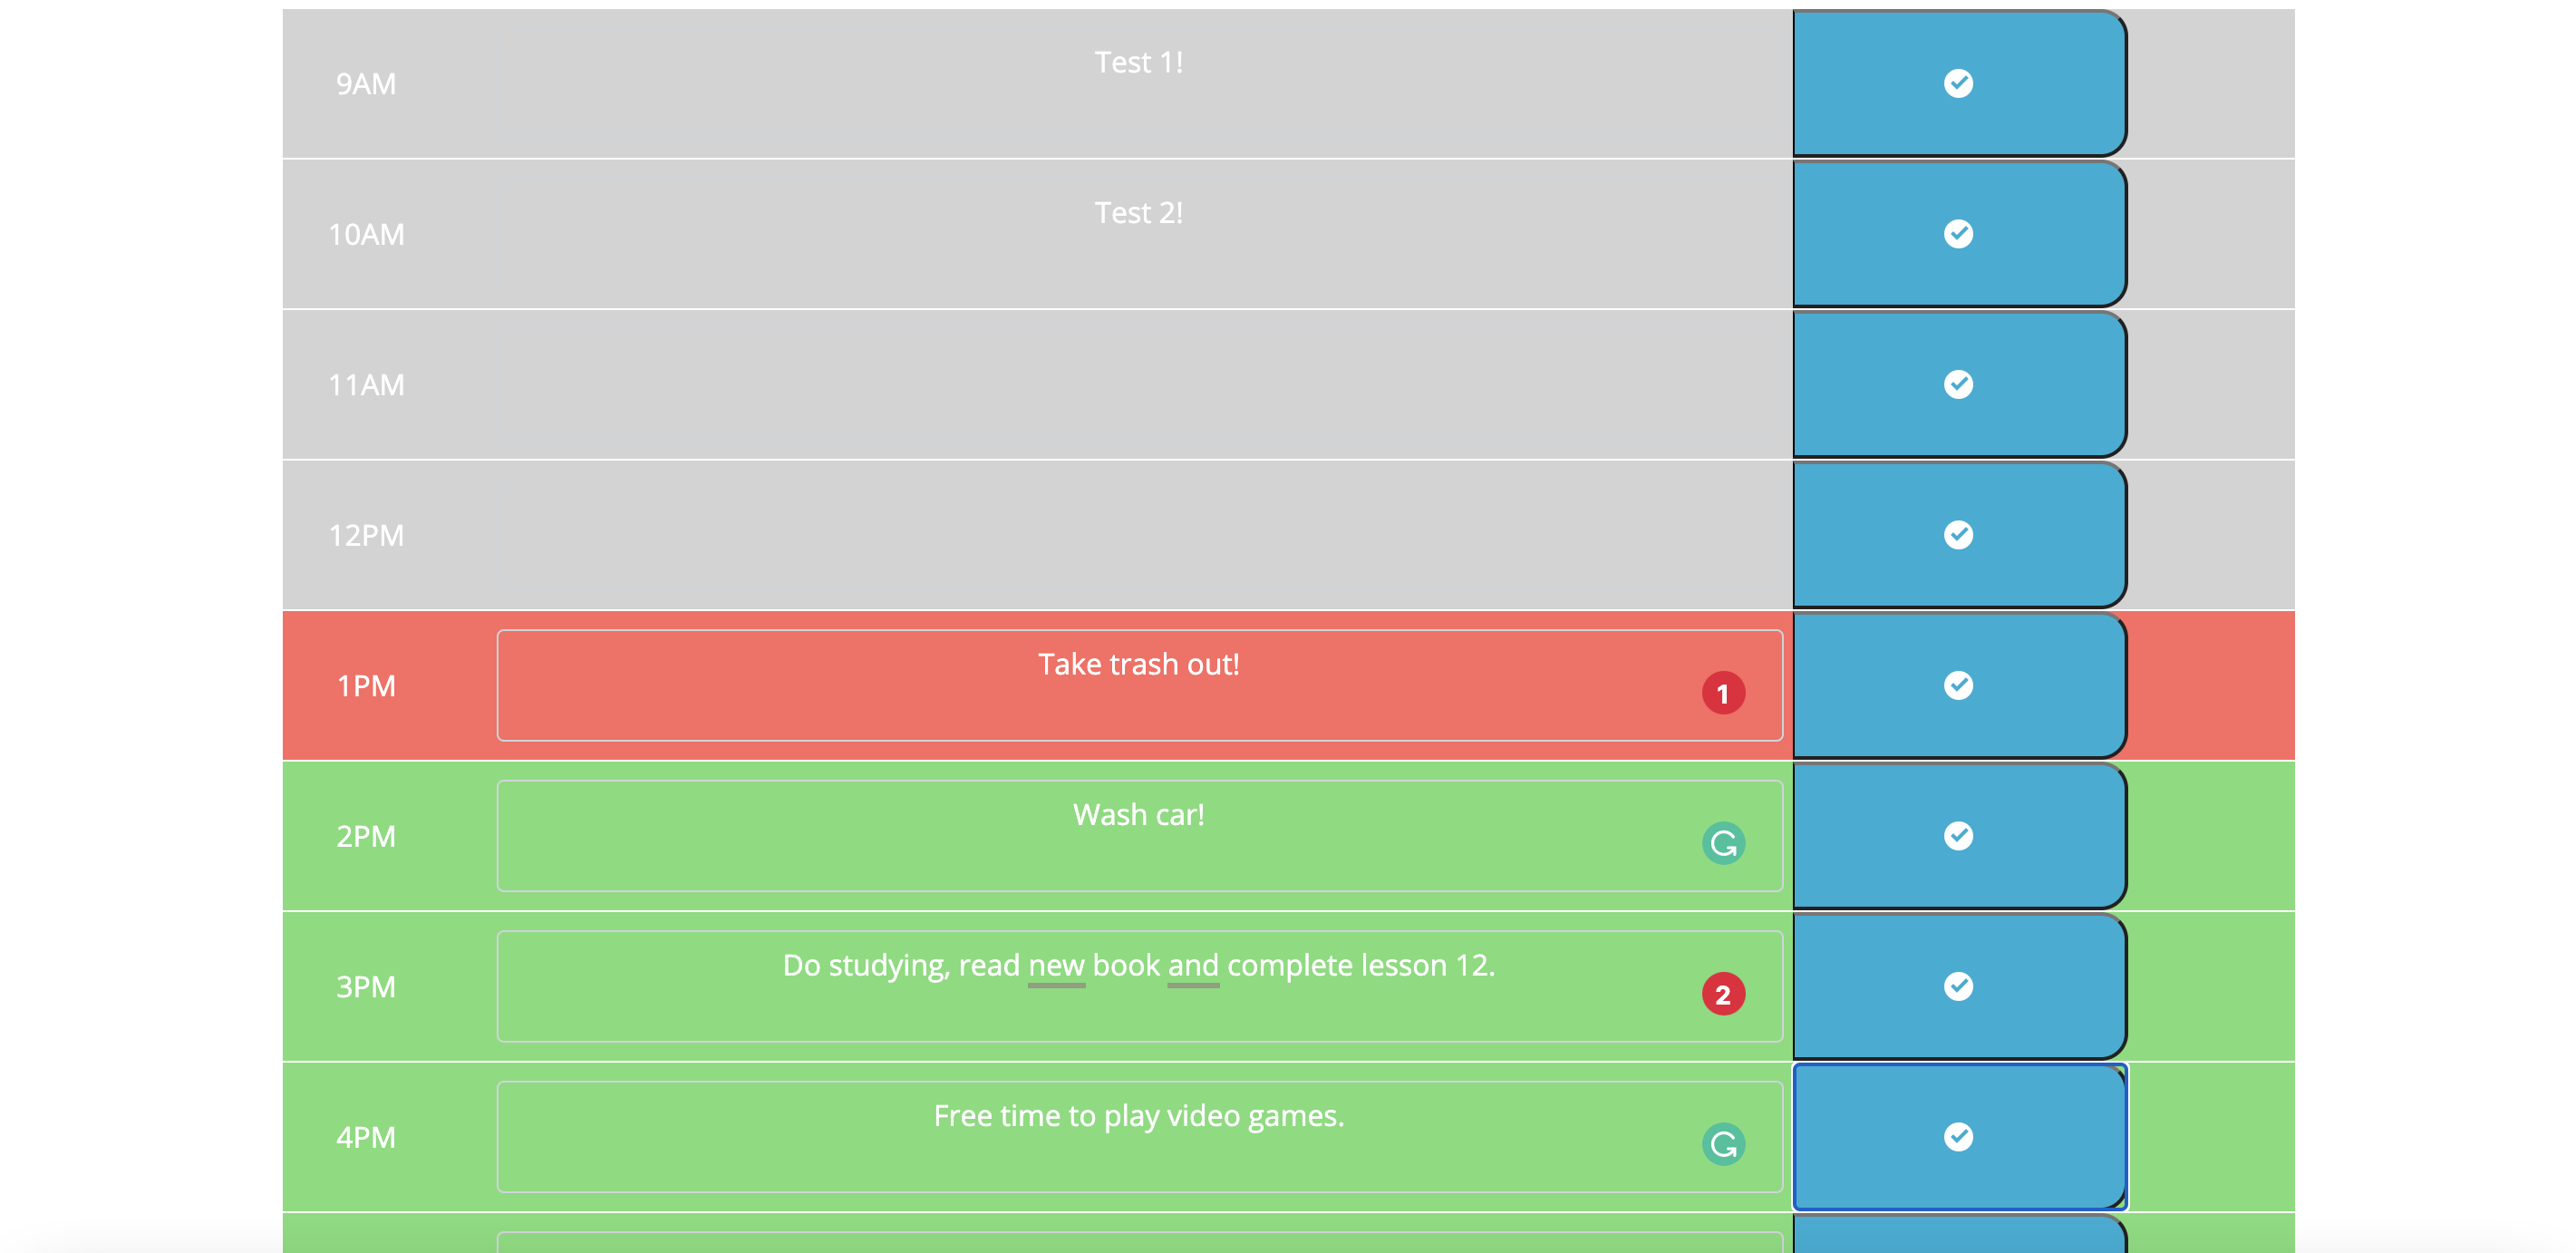 9AM
Test 1!
10AM
Test 2!
11AM
12PM
1PM
Take trash out!
1
2PM
Wash car!
3PM
Do studying, read new book and complete lesson 12.
2
4PM
Free time to play video games.